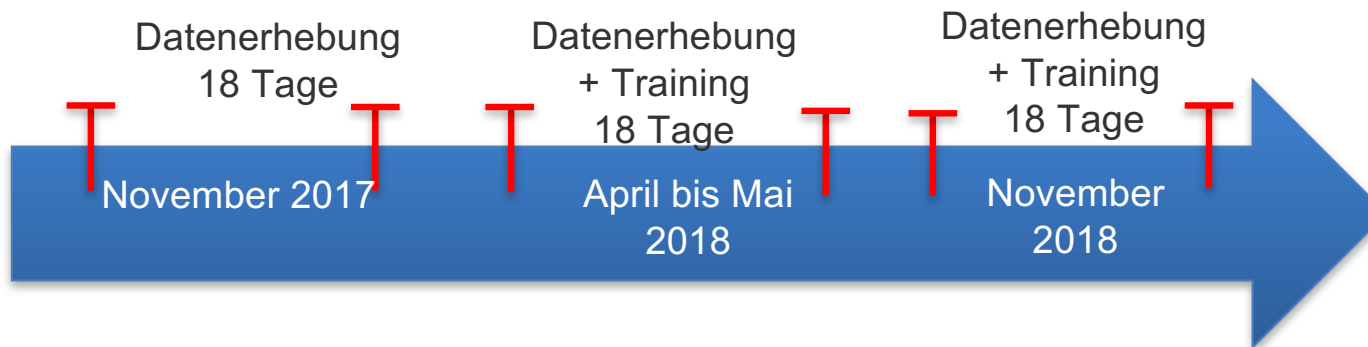 Datenerhebung
18 Tage
Datenerhebung
+ Training
18 Tage
Datenerhebung
+ Training
18 Tage
November 2017
April bis Mai
2018
November
2018